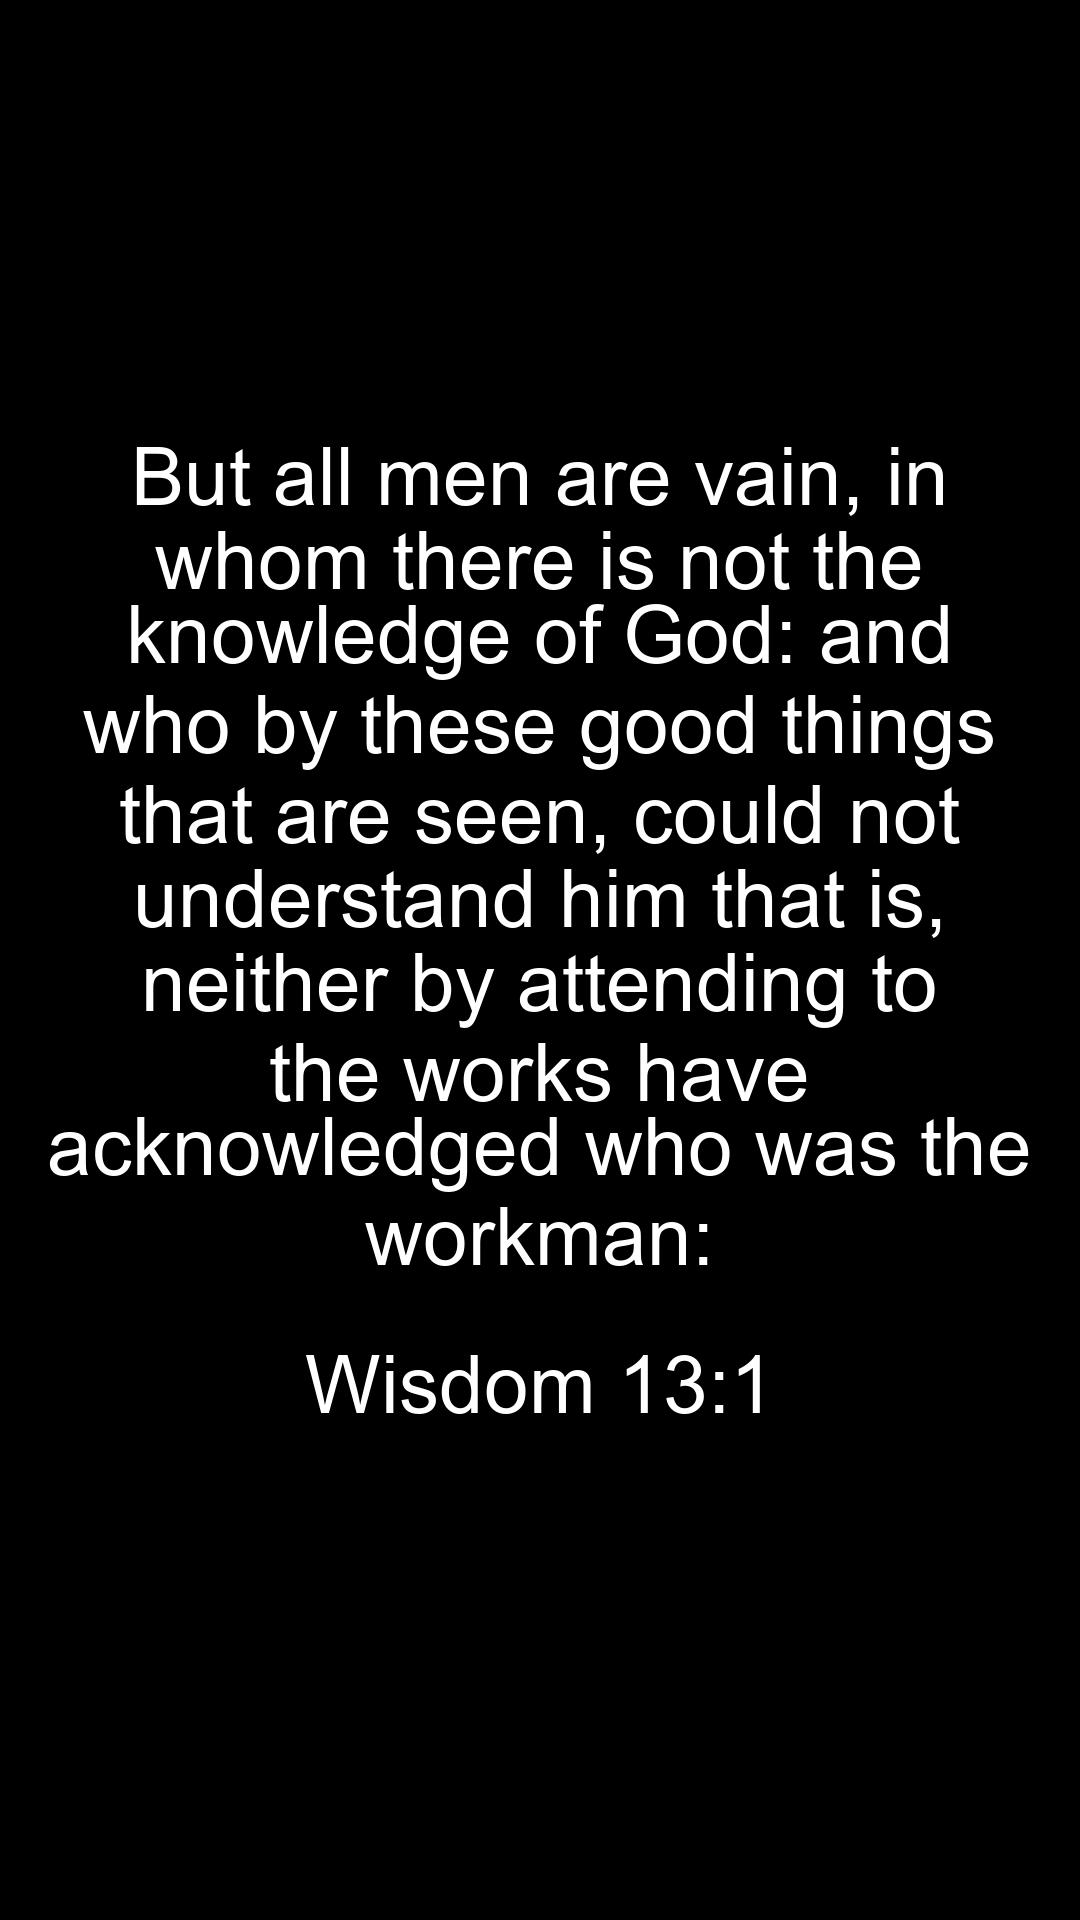 But all men are vain, in
whom there is not the
knowledge of God: and
who by these good things
that are seen, could not
understand him that is,
neither by attending to
the works have
acknowledged who was the
workman:
Wisdom 13:1